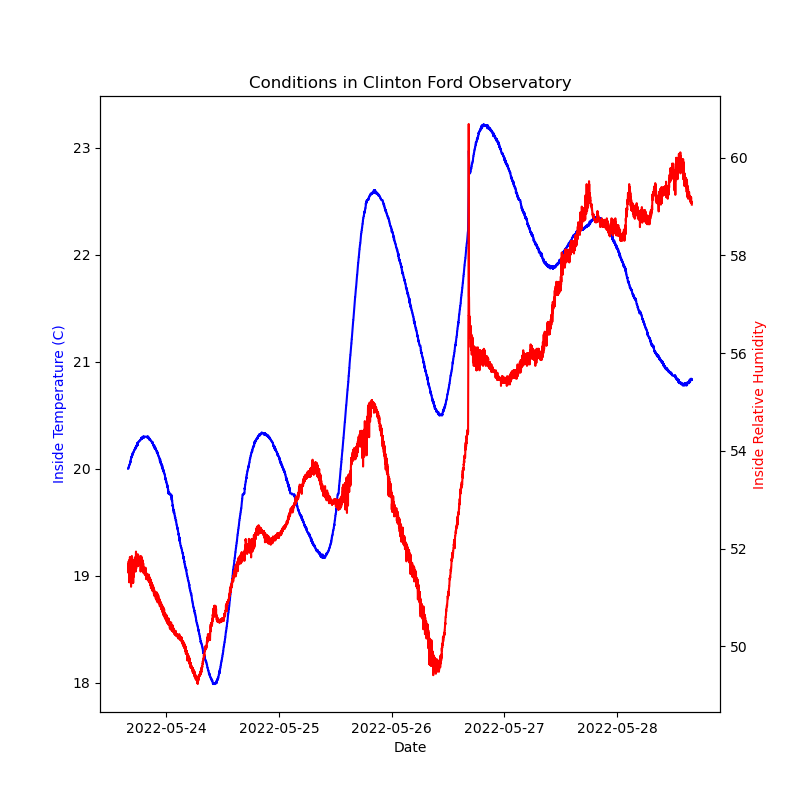 Conditions in Clinton Ford Observatory
Inside Temperature (C)
23
22
21
20
19
18
60
58
56
54
52
50
Inside Relative Humidity
2022-05-24 2022-05-25 2022-05-26 2022-05-27 2022-05-28
Date